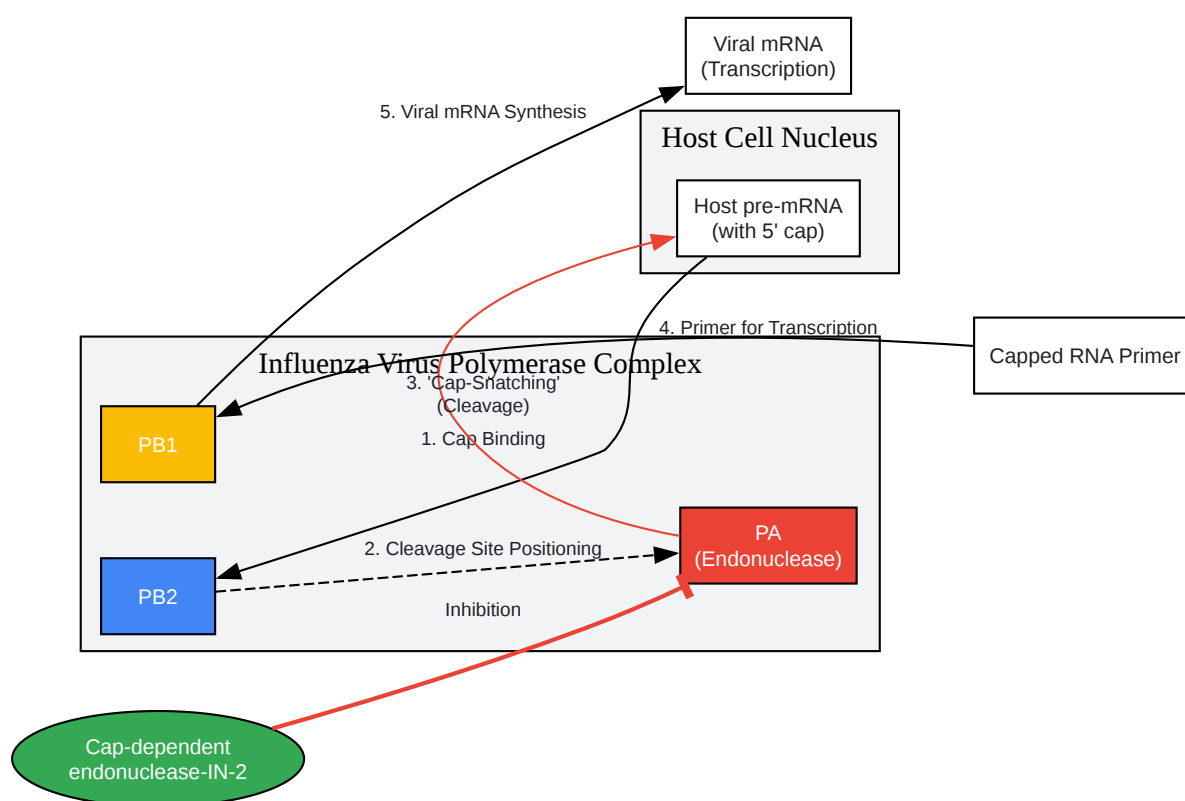 Viral mRNA
(Transcription)
5. Viral mRNA Synthesis
Host Cell Nucleus
Host pre-mRNA
(with 5' cap)
4. Primer for Transcription
Capped RNA Primer
Influenza Virus Polymerase Complex
3. 'Cap-Snatching'
(Cleavage)
PB1
1. Cap Binding
PA
(Endonuclease)
2. Cleavage Site Positioning
PB2
Inhibition
Cap-dependent
endonuclease-IN-2